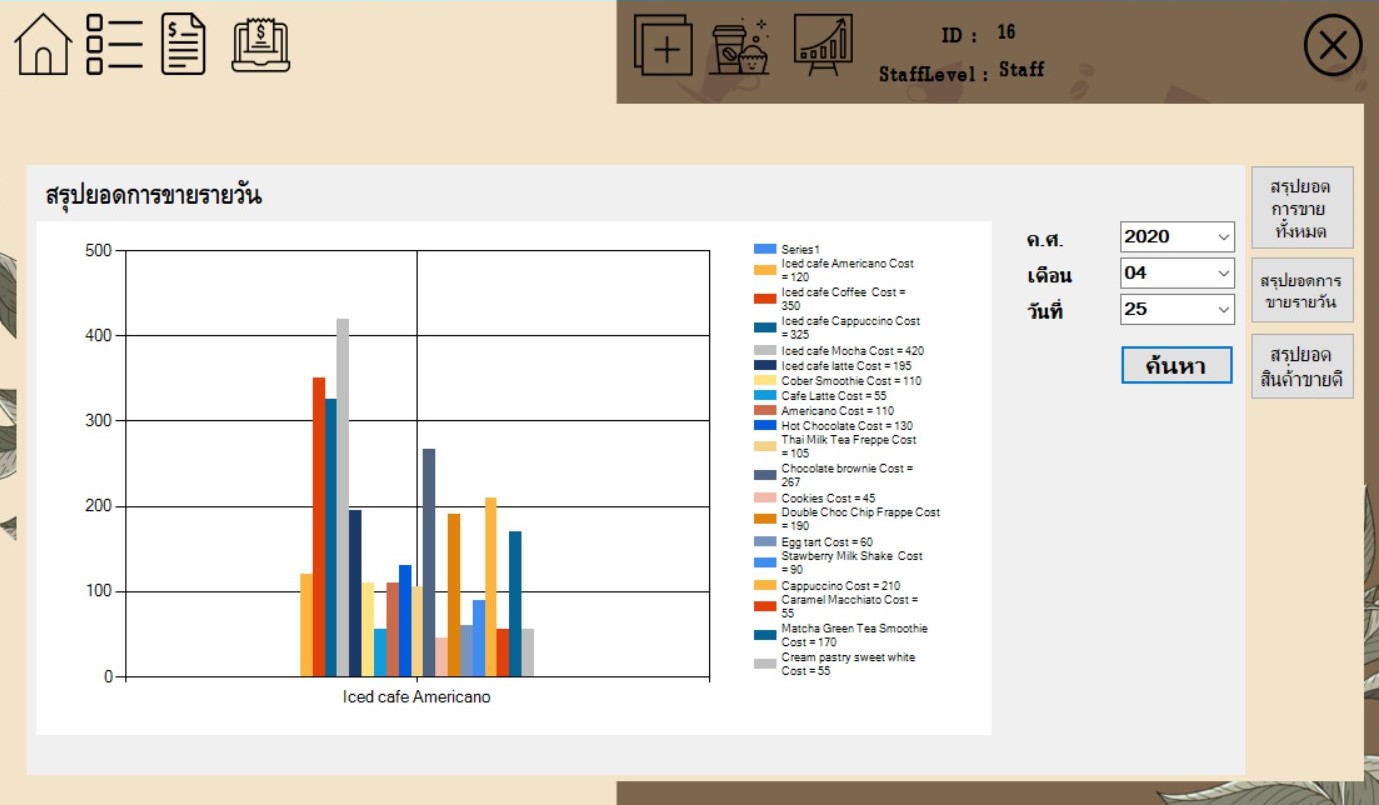 ID : 16
StaffLevel : Staff
สรุปยอดการขายรายวัน
500
400
300
200
100
0
Iced cafe Americano
Series1
Iced cafe Americano Cost
= 120
Iced cafe Coffee Cost =
350
Iced cafe Cappuccino Cost
= 325
Iced cafe Mocha Cost = 420
Iced cafe latte Cost = 195
Cober Smoothie Cost = 110
Cafe Latte Cost = 55
Americano Cost = 110
Hot Chocolate Cost = 130
Thai Milk Tea Freppe Cost
= 105
Chocolate brownie Cost =
267
Cookies Cost = 45
Double Choc Chip Frappe Cost
= 190
Egg tart Cost = 60
Stawberry Milk Shake Cost
= 90
Cappuccino Cost = 210
Caramel Macchiato Cost =
55
Matcha Green Tea Smoothie
Cost = 170
Cream pastry sweet white
Cost = 55
ค.ศ. 2020
เดือน 04
วันที่ 25
ค้นหา
สรุปยอด
การขาย
ทั้งหมด
สรุปยอดการ
ขายรายวัน
สรุปยอด
สินค้าขายดี